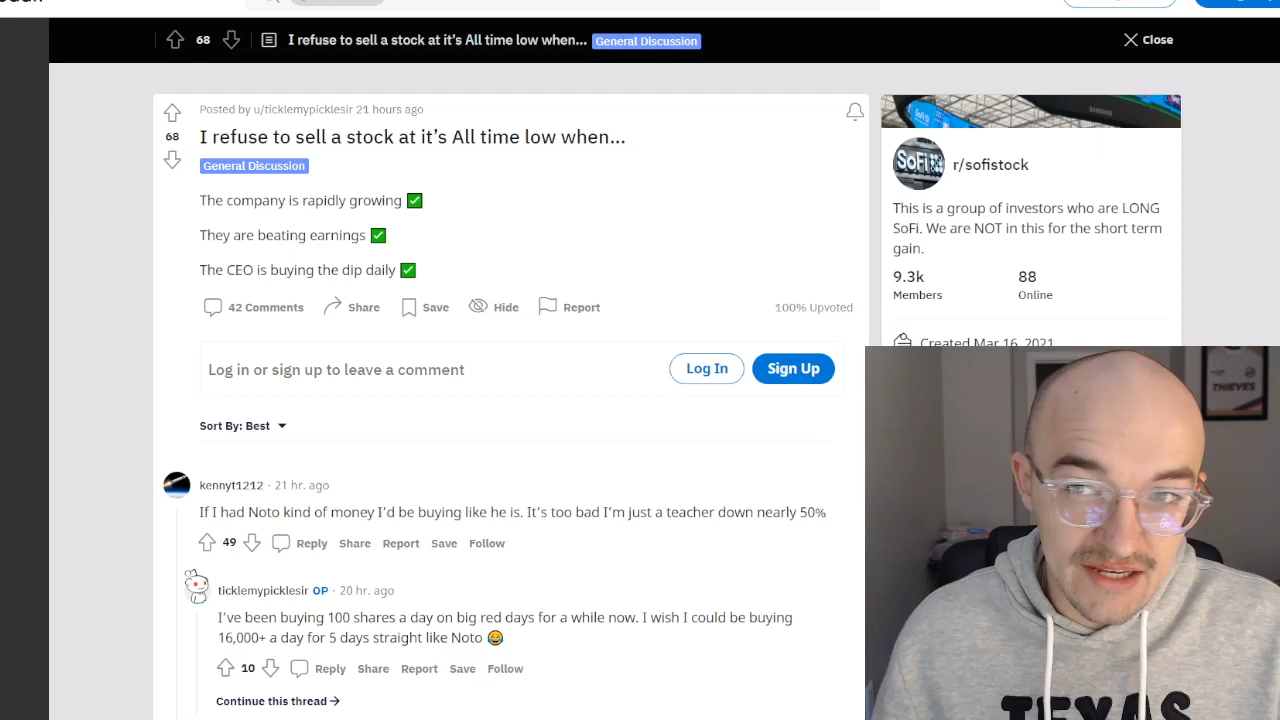 68 I refuse to sell a stock at it's All time low when... General Discussion Close
Posted by u/ticklemypicklesir 21 hours ago
68
I refuse to sell a stock at it's All time low when...
General Discussion
The company is rapidly growing ✅
They are beating earnings ✅
The CEO is buying the dip daily ✅
42 Comments Share Save Hide Report 100% Upvoted
Log in or sign up to leave a comment Log In Sign Up
Sort By: Best
kennyt1212 · 21 hr. ago
If I had Noto kind of money I'd be buying like he is. It's too bad I'm just a teacher down nearly 50%
49 Reply Share Report Save Follow
ticklemypicklesir OP · 20 hr. ago
I've been buying 100 shares a day on big red days for a while now. I wish I could be buying
16,000+ a day for 5 days straight like Noto 😂
10 Reply Share Report Save Follow
Continue this thread →
SAMSUNG
SoFi
r/sofistock
This is a group of investors who are LONG
SoFi. We are NOT in this for the short term
gain.
9.3k 88
Members Online
Created Mar 16, 2021
THIEVES
TEXAS